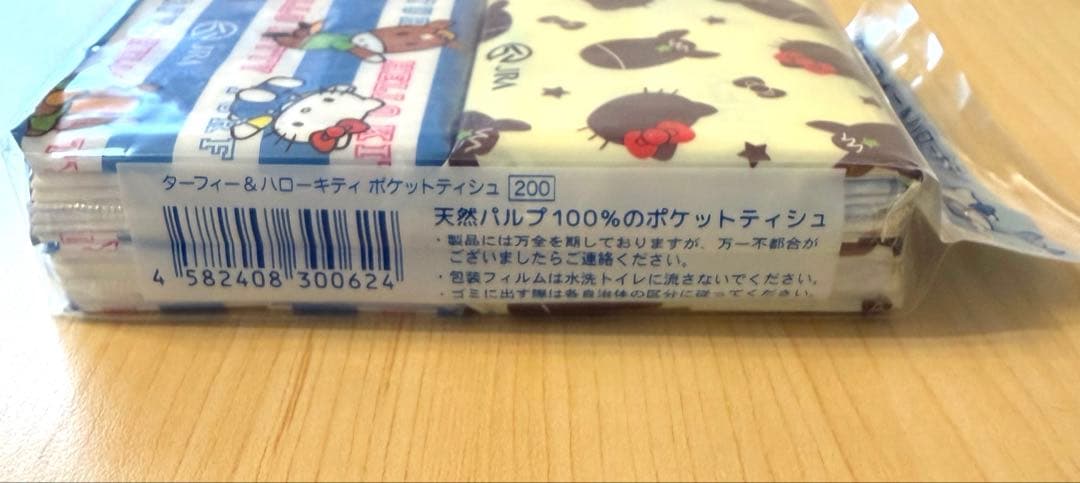 JRA
JRA
ターフィー&ハローキティ ポケットティシュ 200
天然パルプ100%のポケットティシュ
・製品には万全を期しておりますが、万一不都合が
ございましたらご連絡ください。
・包装フィルムは水洗トイレに流さないでください。
・ゴミに出す際は各自治体の区分に従ってください。
4 582408 300624